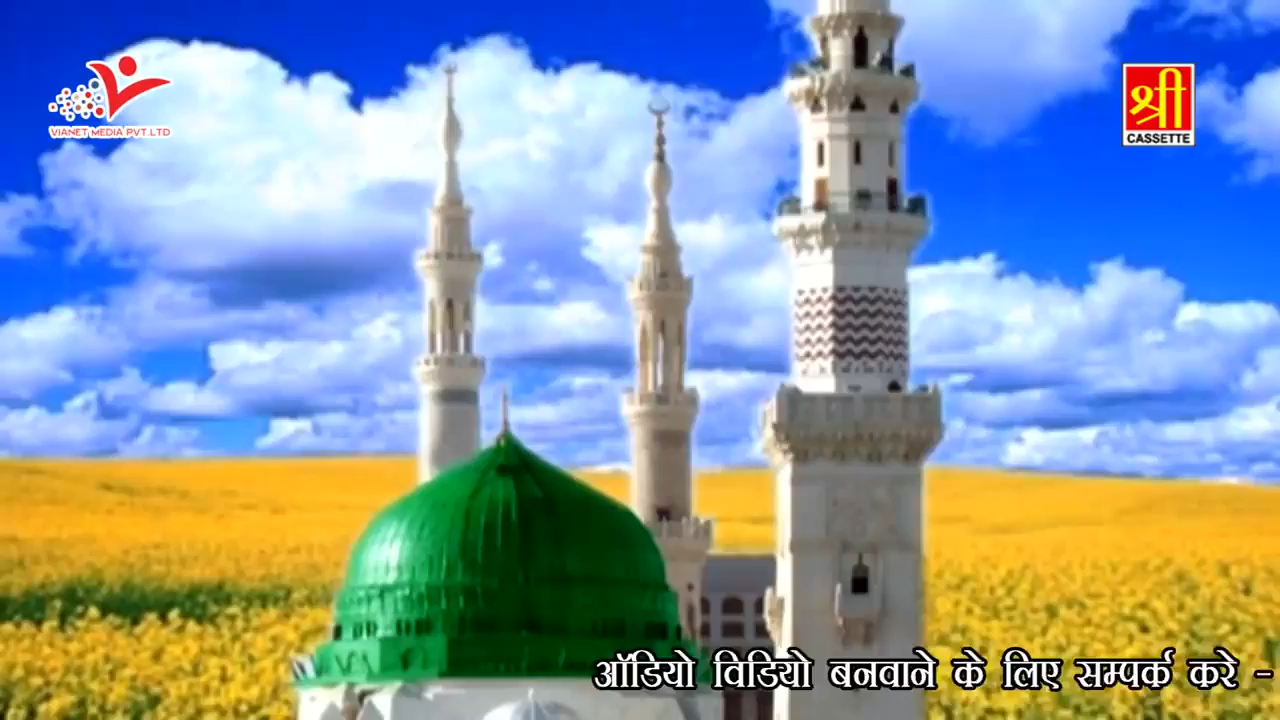 VIANET MEDIA PVT.LTD
श्री
CASSETTE
ऑडियो विडियो बनवाने के लिए सम्पर्क करे -